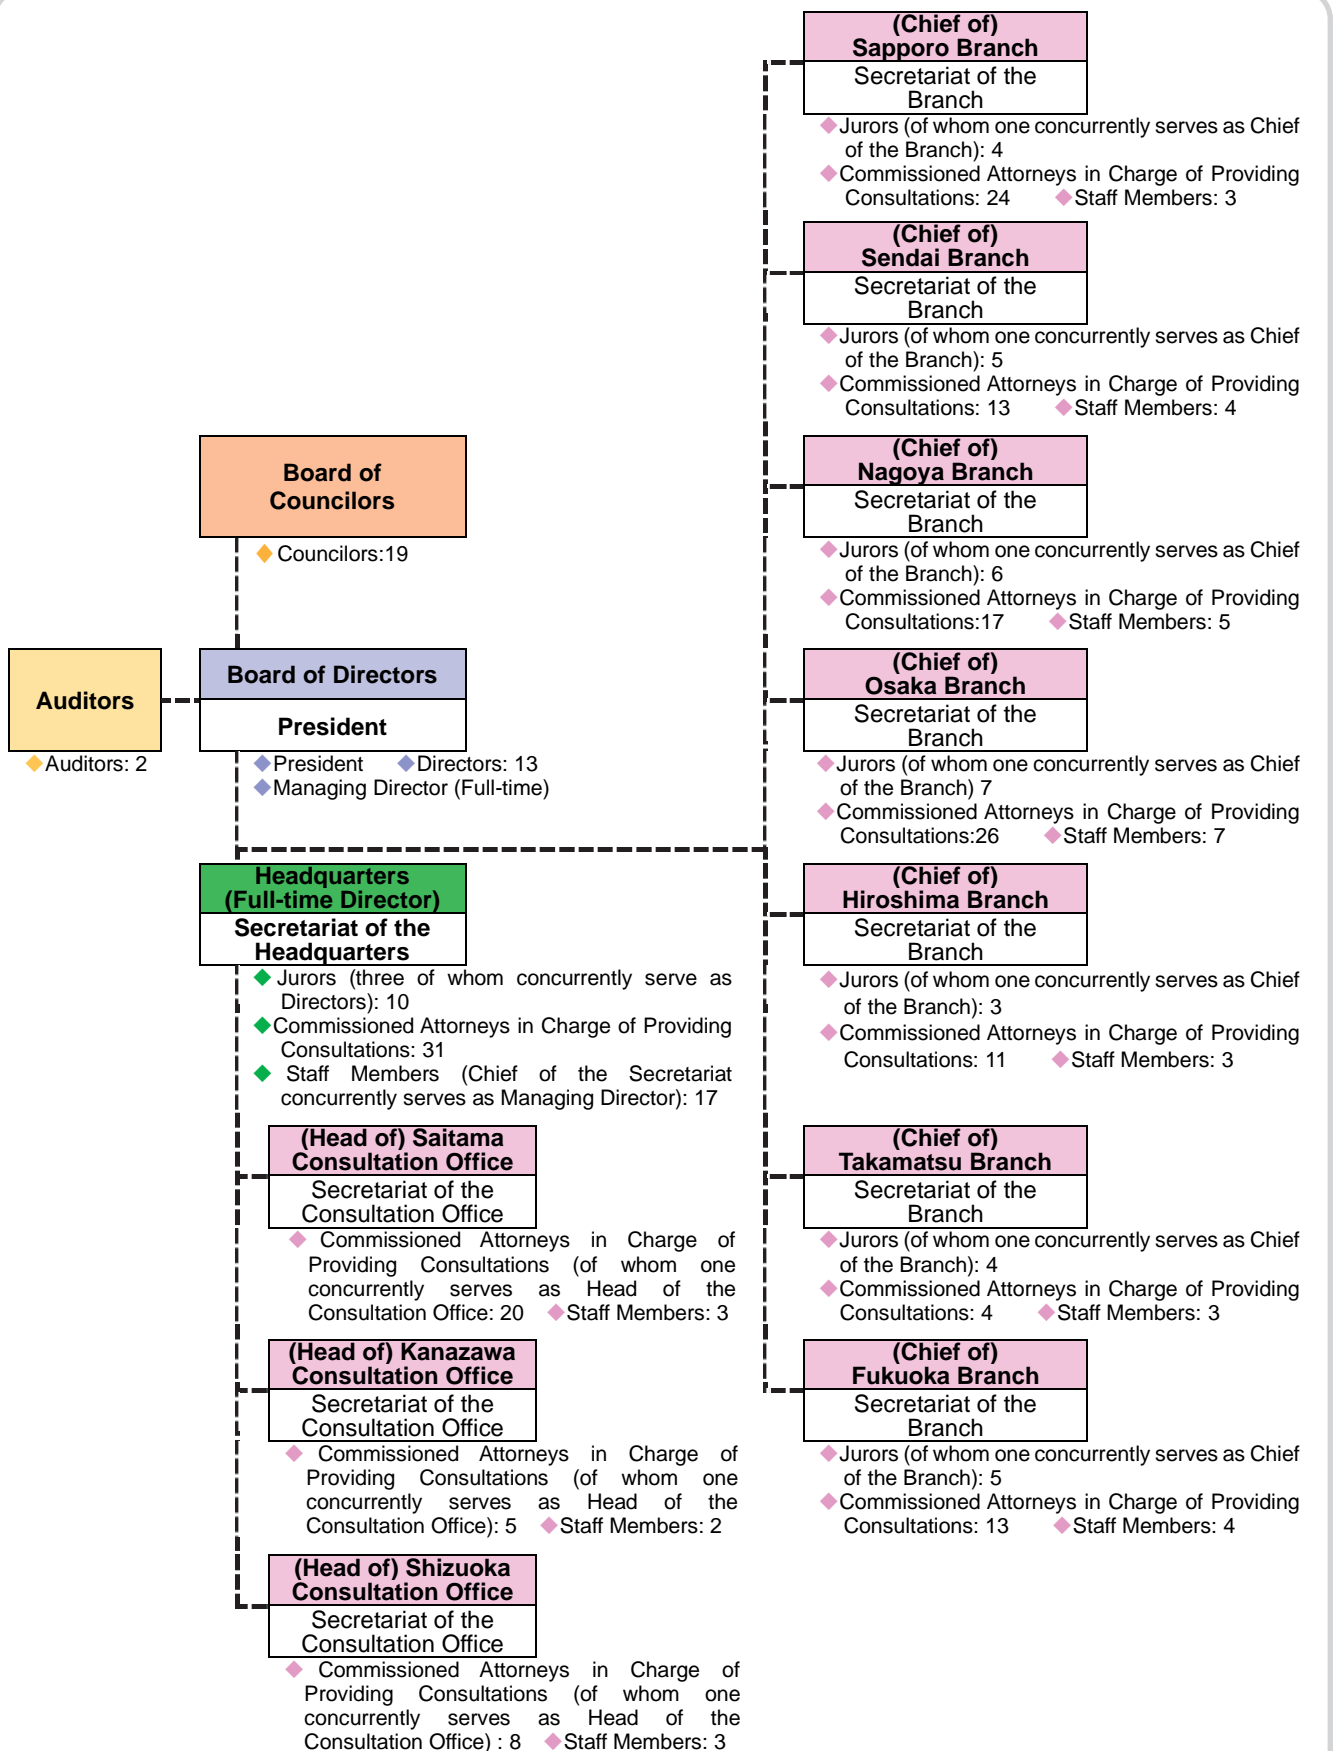 Board of
Councilors
◆ Councilors:19
Auditors
◆Auditors: 2
Board of Directors
President
◆President ◆Directors: 13
◆Managing Director (Full-time)
Headquarters
(Full-time Director)
Secretariat of the
Headquarters
◆ Jurors (three of whom concurrently serve as
Directors): 10
◆Commissioned Attorneys in Charge of Providing
Consultations: 31
◆ Staff Members (Chief of the Secretariat
concurrently serves as Managing Director): 17
(Head of) Saitama
Consultation Office
Secretariat of the
Consultation Office
◆ Commissioned Attorneys in Charge of
Providing Consultations (of whom one
concurrently serves as Head of the
Consultation Office: 20 ◆Staff Members: 3
(Head of) Kanazawa
Consultation Office
Secretariat of the
Consultation Office
◆ Commissioned Attorneys in Charge of
Providing Consultations (of whom one
concurrently serves as Head of the
Consultation Office): 5 ◆Staff Members: 2
(Head of) Shizuoka
Consultation Office
Secretariat of the
Consultation Office
◆ Commissioned Attorneys in Charge of
Providing Consultations (of whom one
concurrently serves as Head of the
Consultation Office) : 8 ◆Staff Members: 3
(Chief of)
Sapporo Branch
Secretariat of the
Branch
◆Jurors (of whom one concurrently serves as Chief
of the Branch): 4
◆Commissioned Attorneys in Charge of Providing
Consultations: 24 ◆Staff Members: 3
(Chief of)
Sendai Branch
Secretariat of the
Branch
◆Jurors (of whom one concurrently serves as Chief
of the Branch): 5
◆Commissioned Attorneys in Charge of Providing
Consultations: 13 ◆Staff Members: 4
(Chief of)
Nagoya Branch
Secretariat of the
Branch
◆Jurors (of whom one concurrently serves as Chief
of the Branch): 6
◆Commissioned Attorneys in Charge of Providing
Consultations:17 ◆Staff Members: 5
(Chief of)
Osaka Branch
Secretariat of the
Branch
◆Jurors (of whom one concurrently serves as Chief
of the Branch) 7
◆Commissioned Attorneys in Charge of Providing
Consultations:26 ◆Staff Members: 7
(Chief of)
Hiroshima Branch
Secretariat of the
Branch
◆Jurors (of whom one concurrently serves as Chief
of the Branch): 3
◆Commissioned Attorneys in Charge of Providing
Consultations: 11 ◆Staff Members: 3
(Chief of)
Takamatsu Branch
Secretariat of the
Branch
◆Jurors (of whom one concurrently serves as Chief
of the Branch): 4
◆Commissioned Attorneys in Charge of Providing
Consultations: 4 ◆Staff Members: 3
(Chief of)
Fukuoka Branch
Secretariat of the
Branch
◆Jurors (of whom one concurrently serves as Chief
of the Branch): 5
◆Commissioned Attorneys in Charge of Providing
Consultations: 13 ◆Staff Members: 4